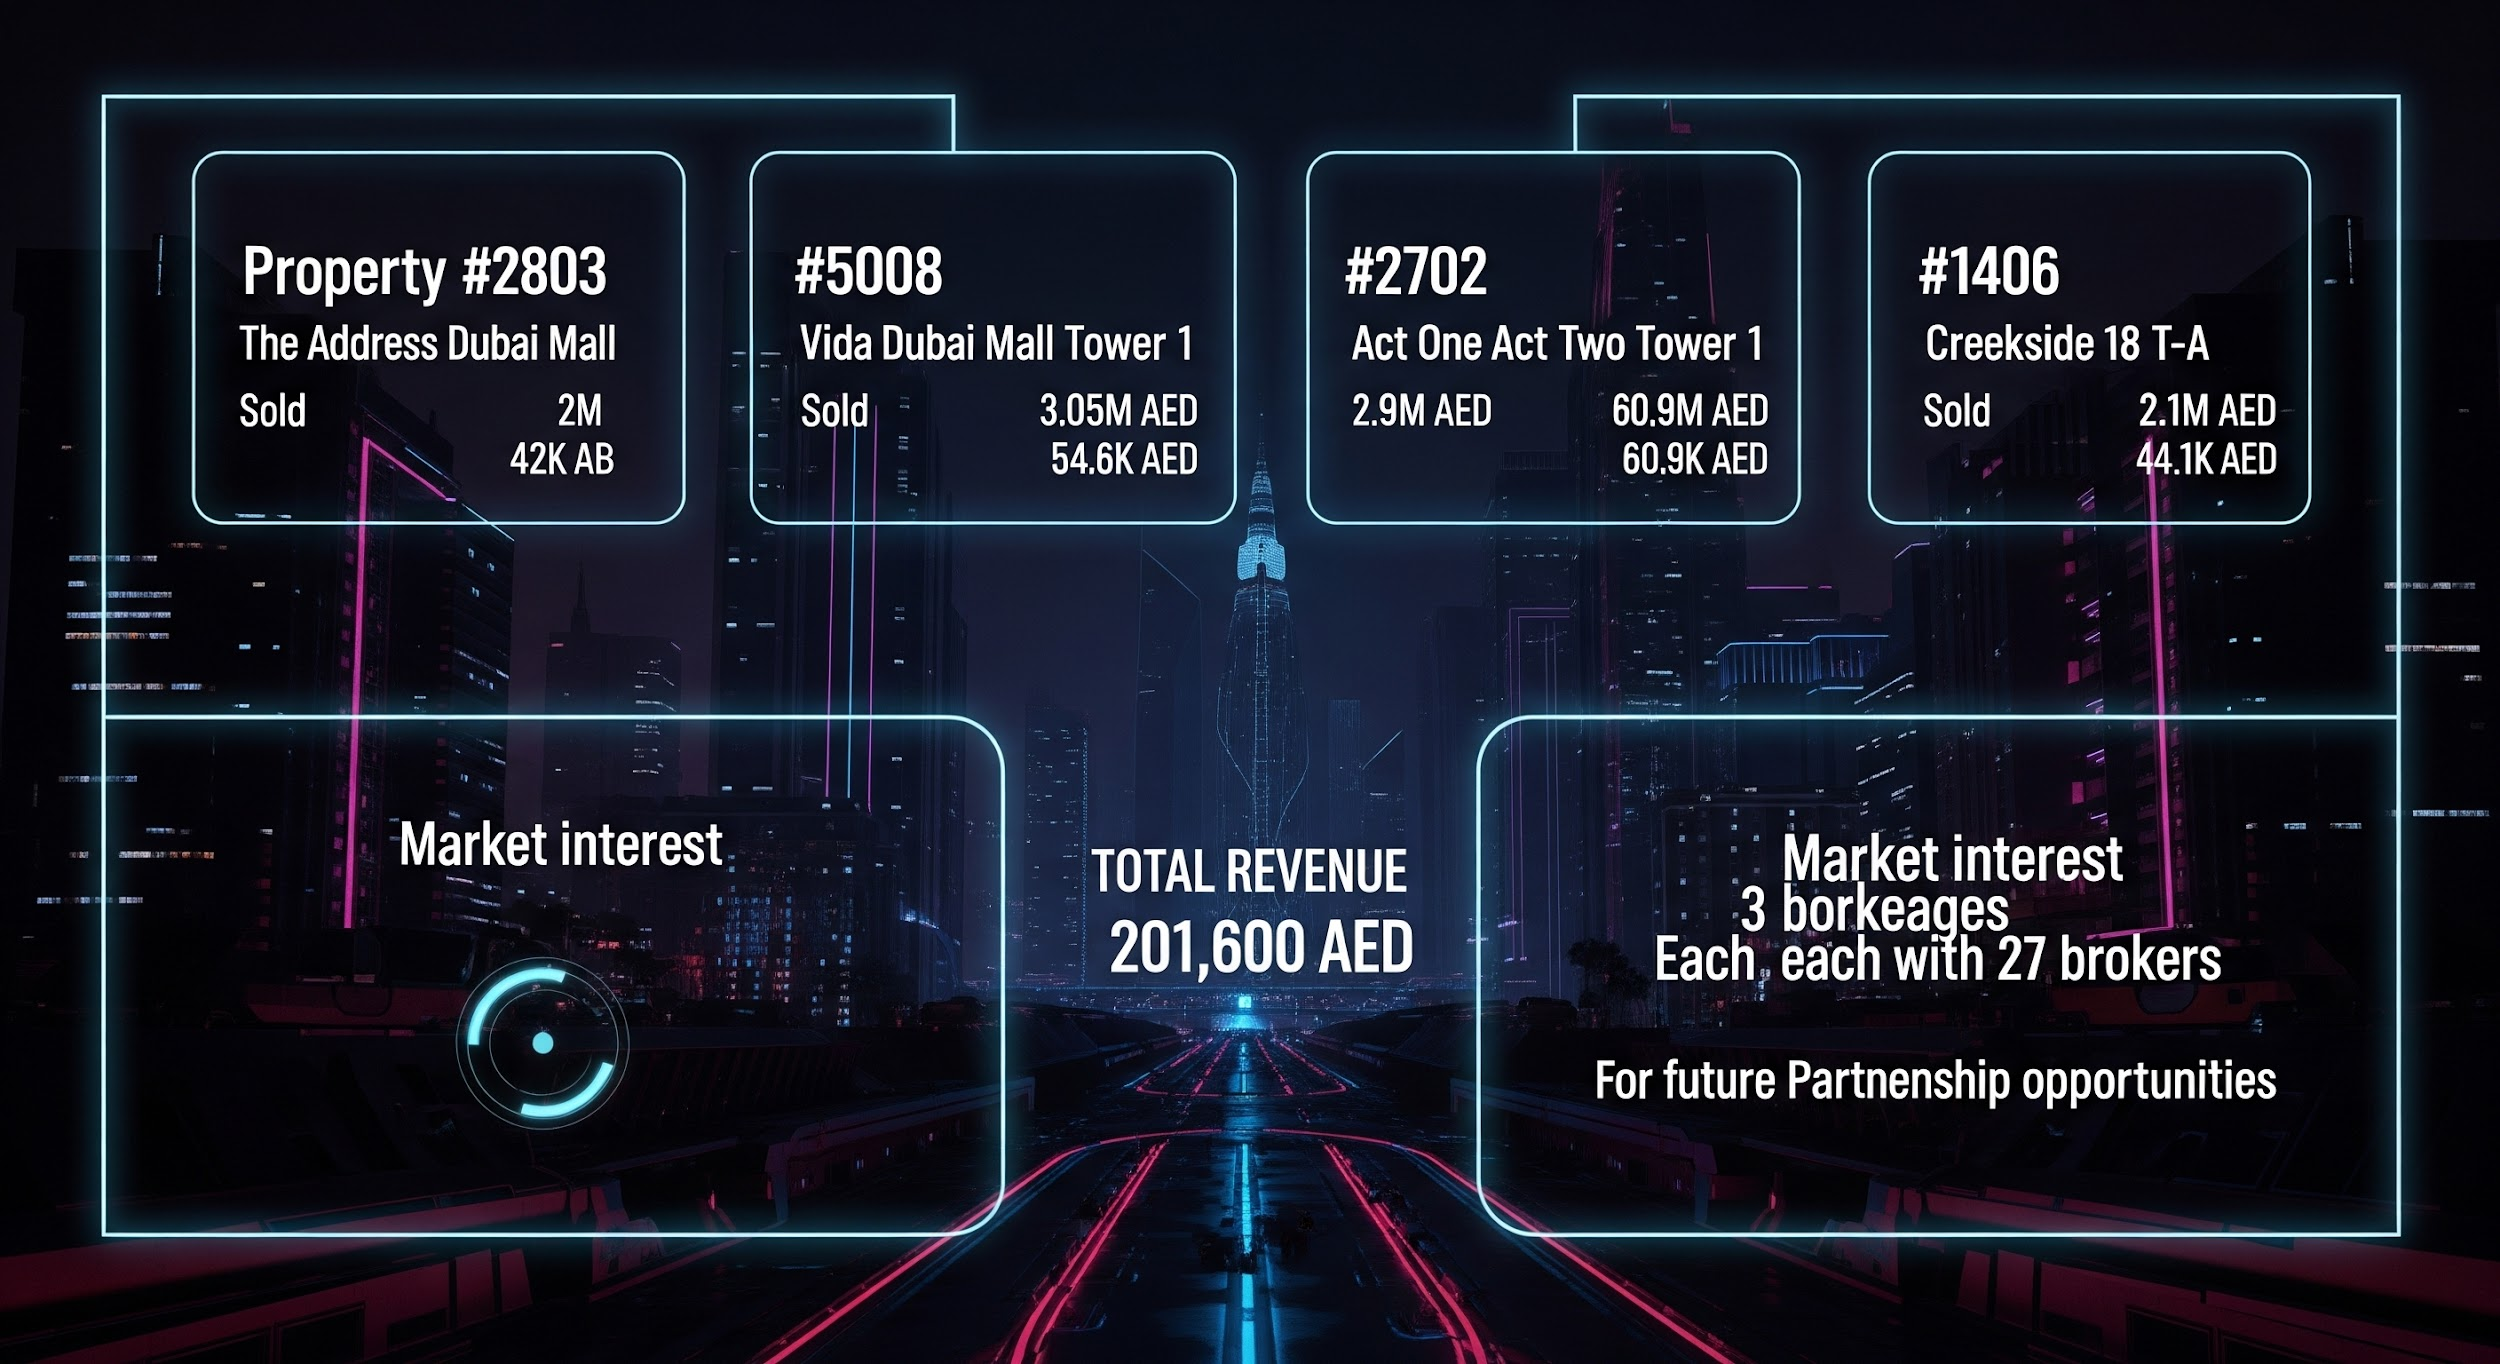 Property #2803
The Address Dubai Mall
Sold 2M
42K AB
#5008
Vida Dubai Mall Tower 1
Sold 3.05M AED
54.6K AED
#2702
Act One Act Two Tower 1
2.9M AED 60.9M AED
60.9K AED
#1406
Creekside 18 T-A
Sold 2.1M AED
44.1K AED
Market interest
TOTAL REVENUE
201,600 AED
Market interest
3 borkeages
Each each with 27 brokers
For future Partnenship opportunities